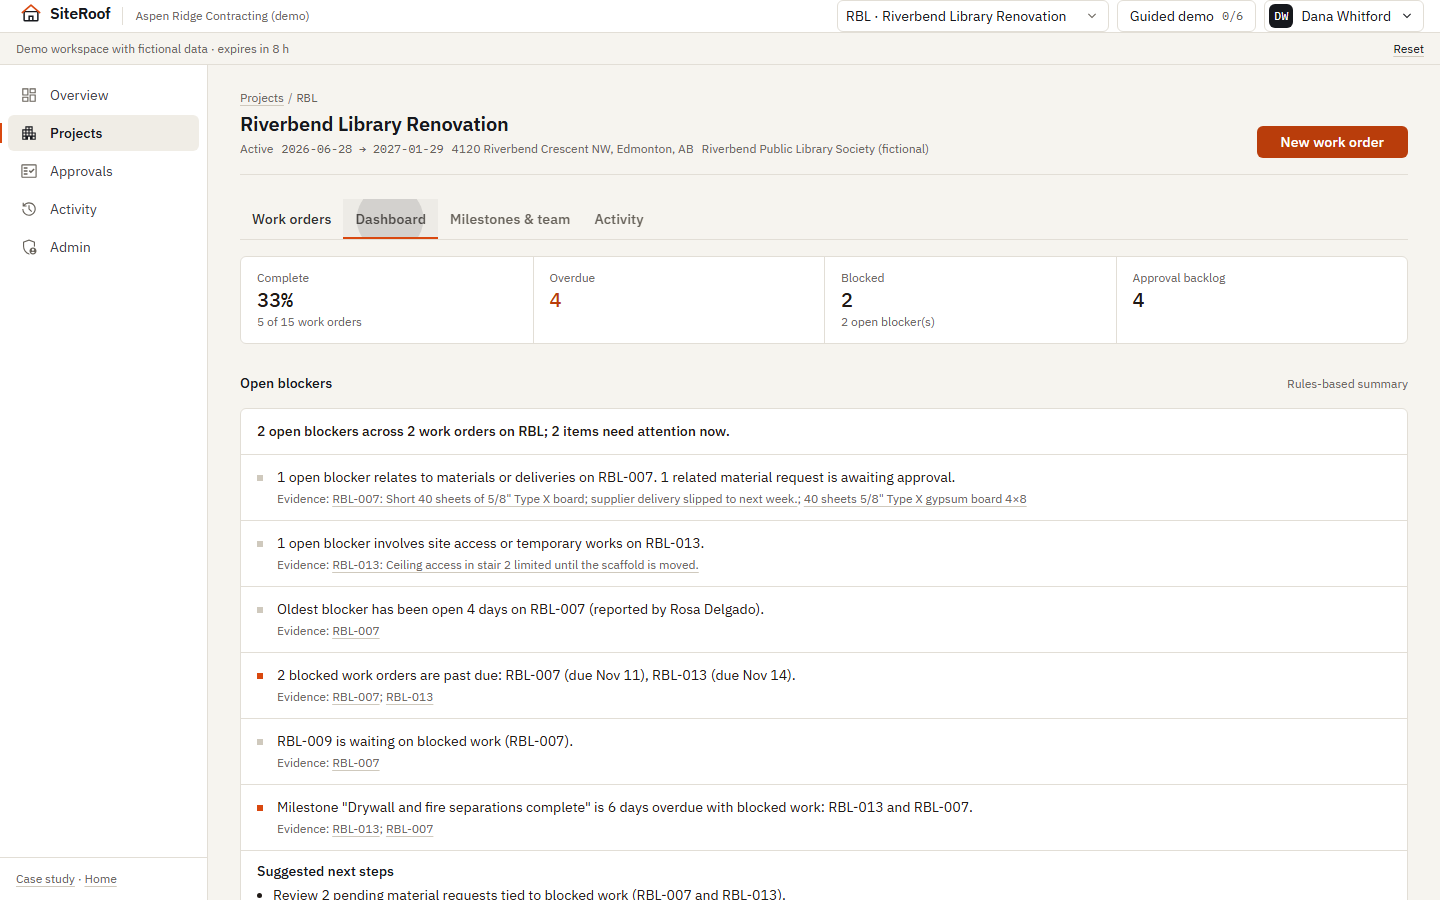 SiteRoof
Aspen Ridge Contracting (demo)
RBL · Riverbend Library Renovation
Guided demo 0/6
DW
Dana Whitford
Demo workspace with fictional data · expires in 8 h
Reset
Overview
Projects
Approvals
Activity
Admin
Case study · Home
Projects / RBL
Riverbend Library Renovation
Active 2026-06-28 → 2027-01-29 4120 Riverbend Crescent NW, Edmonton, AB Riverbend Public Library Society (fictional)
New work order
Work orders
Dashboard
Milestones & team
Activity
Complete
33%
5 of 15 work orders
Overdue
4
Blocked
2
2 open blocker(s)
Approval backlog
4
Open blockers
Rules-based summary
2 open blockers across 2 work orders on RBL; 2 items need attention now.
1 open blocker relates to materials or deliveries on RBL-007. 1 related material request is awaiting approval.
Evidence: RBL-007: Short 40 sheets of 5/8" Type X board; supplier delivery slipped to next week.; 40 sheets 5/8" Type X gypsum board 4×8
1 open blocker involves site access or temporary works on RBL-013.
Evidence: RBL-013: Ceiling access in stair 2 limited until the scaffold is moved.
Oldest blocker has been open 4 days on RBL-007 (reported by Rosa Delgado).
Evidence: RBL-007
2 blocked work orders are past due: RBL-007 (due Nov 11), RBL-013 (due Nov 14).
Evidence: RBL-007; RBL-013
RBL-009 is waiting on blocked work (RBL-007).
Evidence: RBL-007
Milestone "Drywall and fire separations complete" is 6 days overdue with blocked work: RBL-013 and RBL-007.
Evidence: RBL-013; RBL-007
Suggested next steps
• Review 2 pending material requests tied to blocked work (RBL-007 and RBL-013).